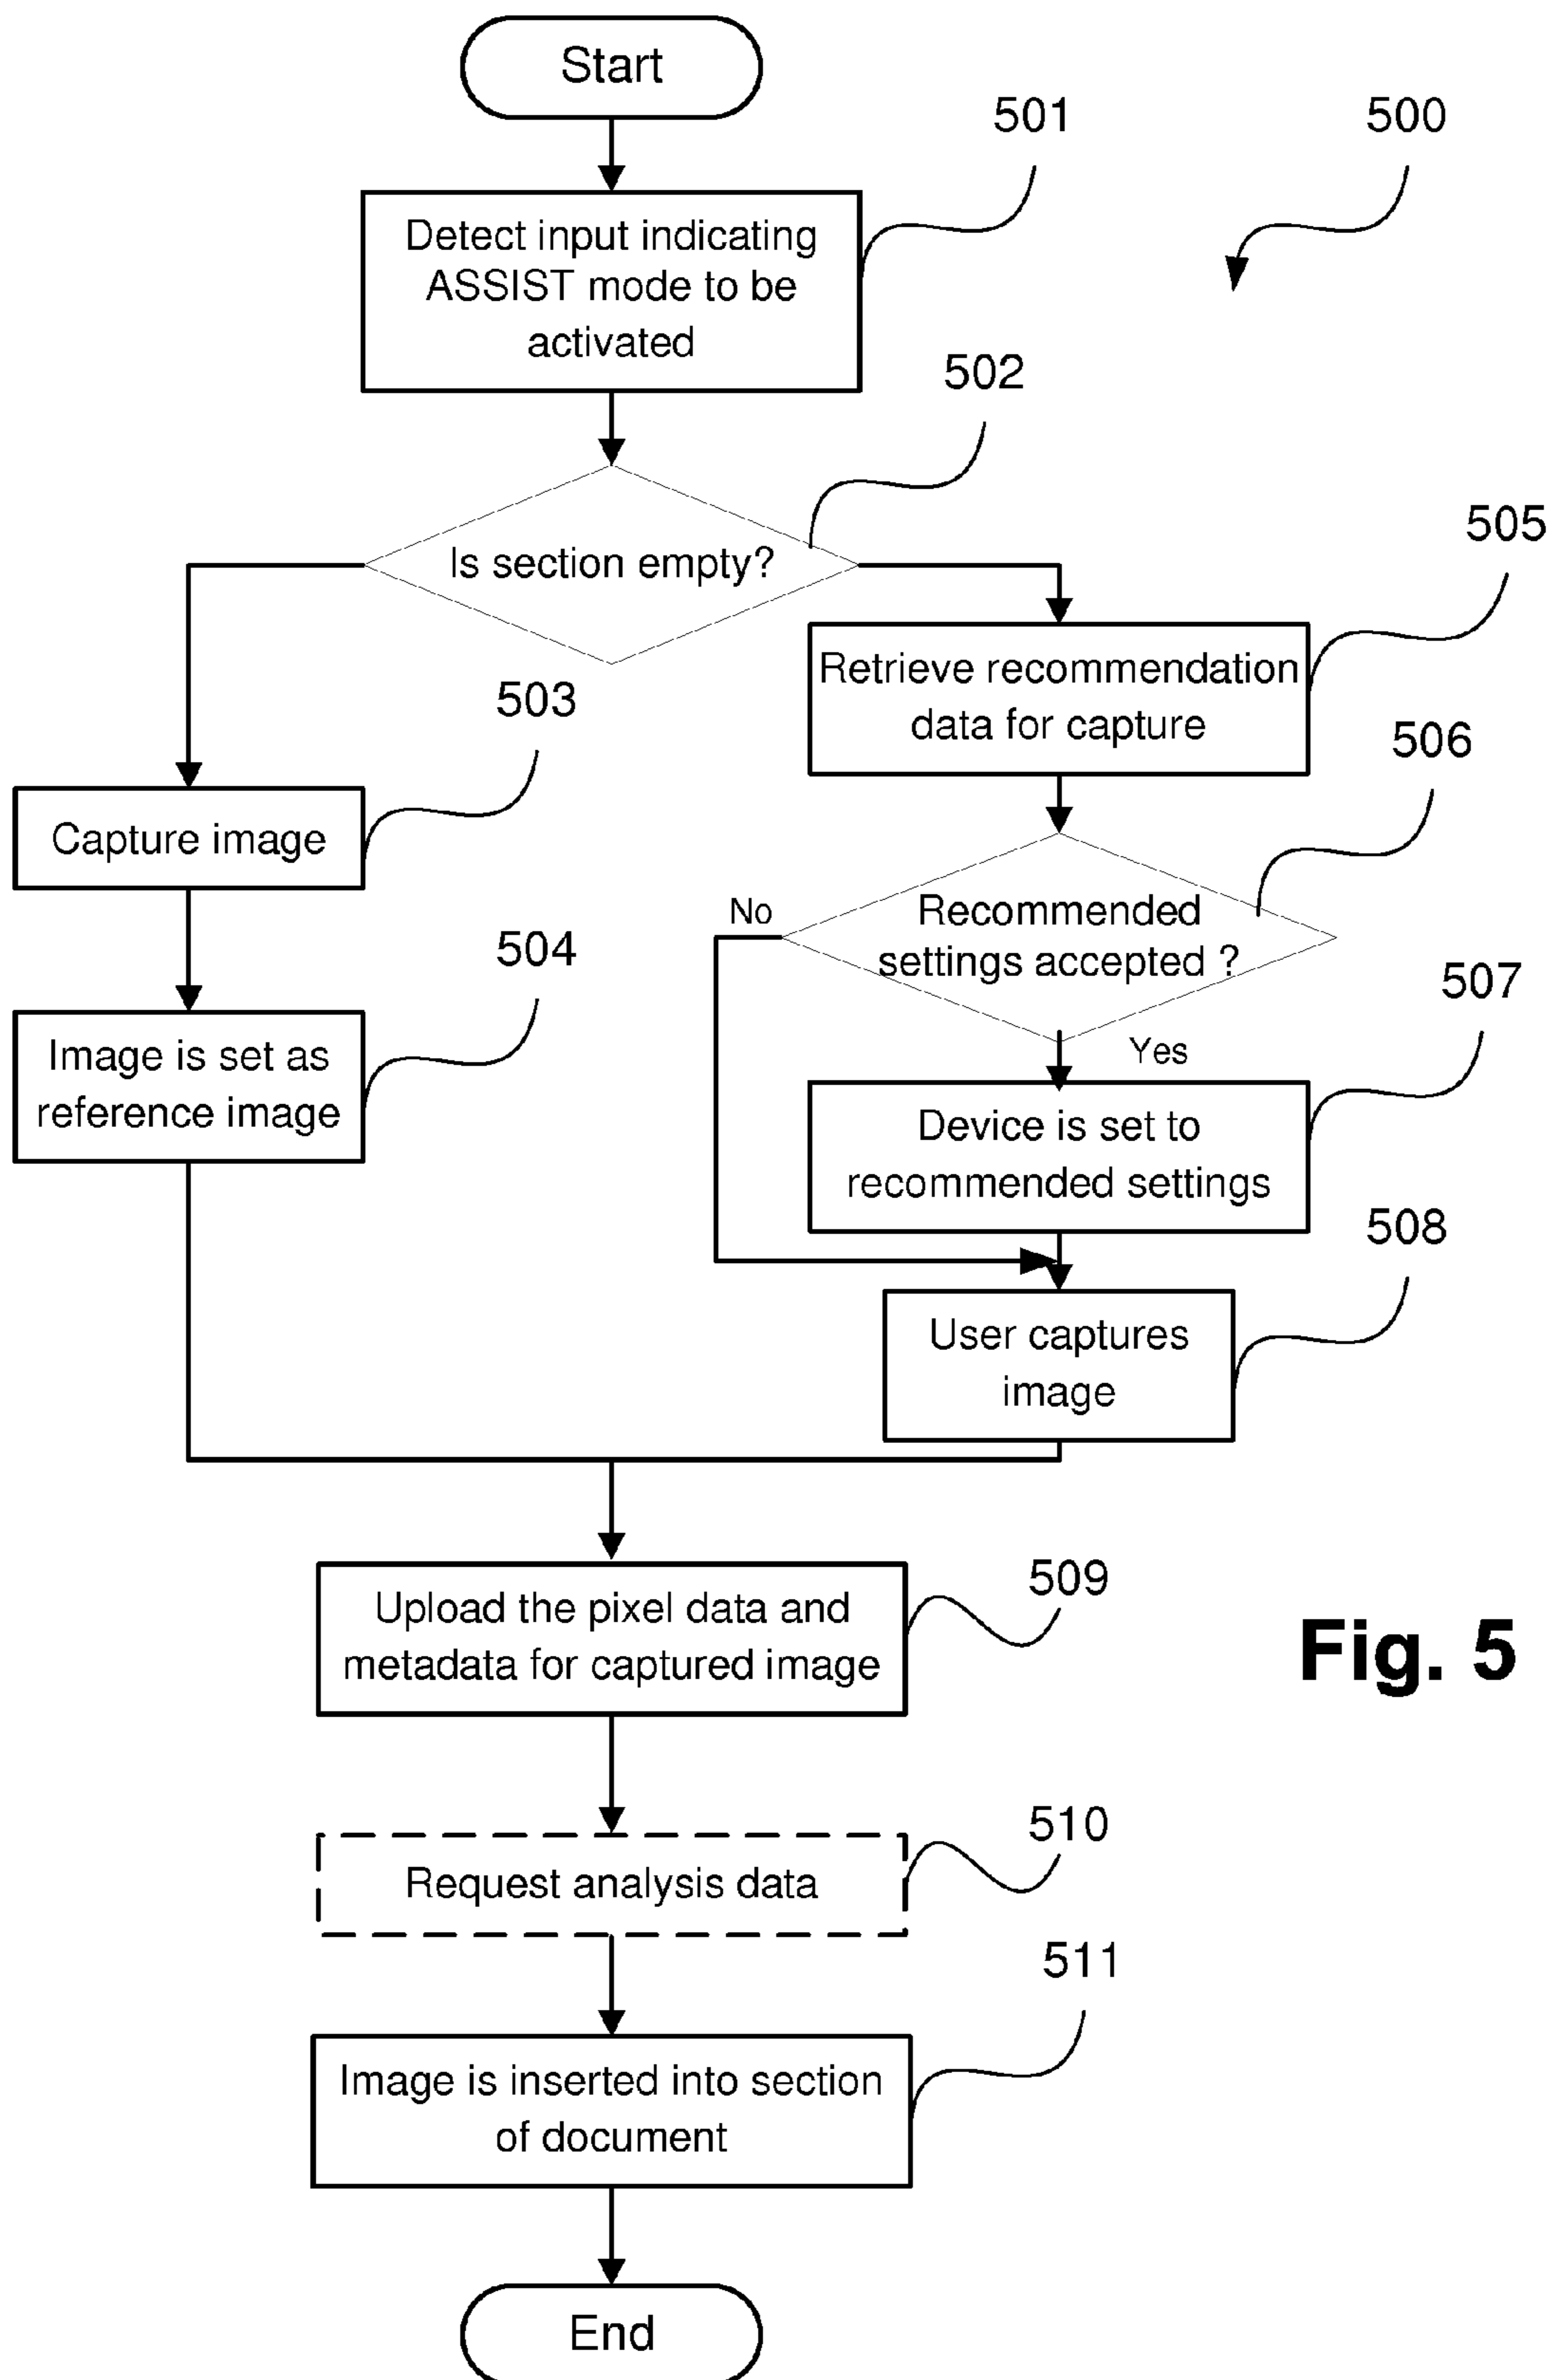 Start
501
500
Detect input indicating
ASSIST mode to be
activated
502
Is section empty?
505
Retrieve recommendation
data for capture
503
506
Capture image
No
Recommended
settings accepted ?
504
507
Image is set as
reference image
Yes
Device is set to
recommended settings
508
User captures
image
509
Upload the pixel data and
metadata for captured image
Fig. 5
510
Request analysis data
511
Image is inserted into section
of document
End